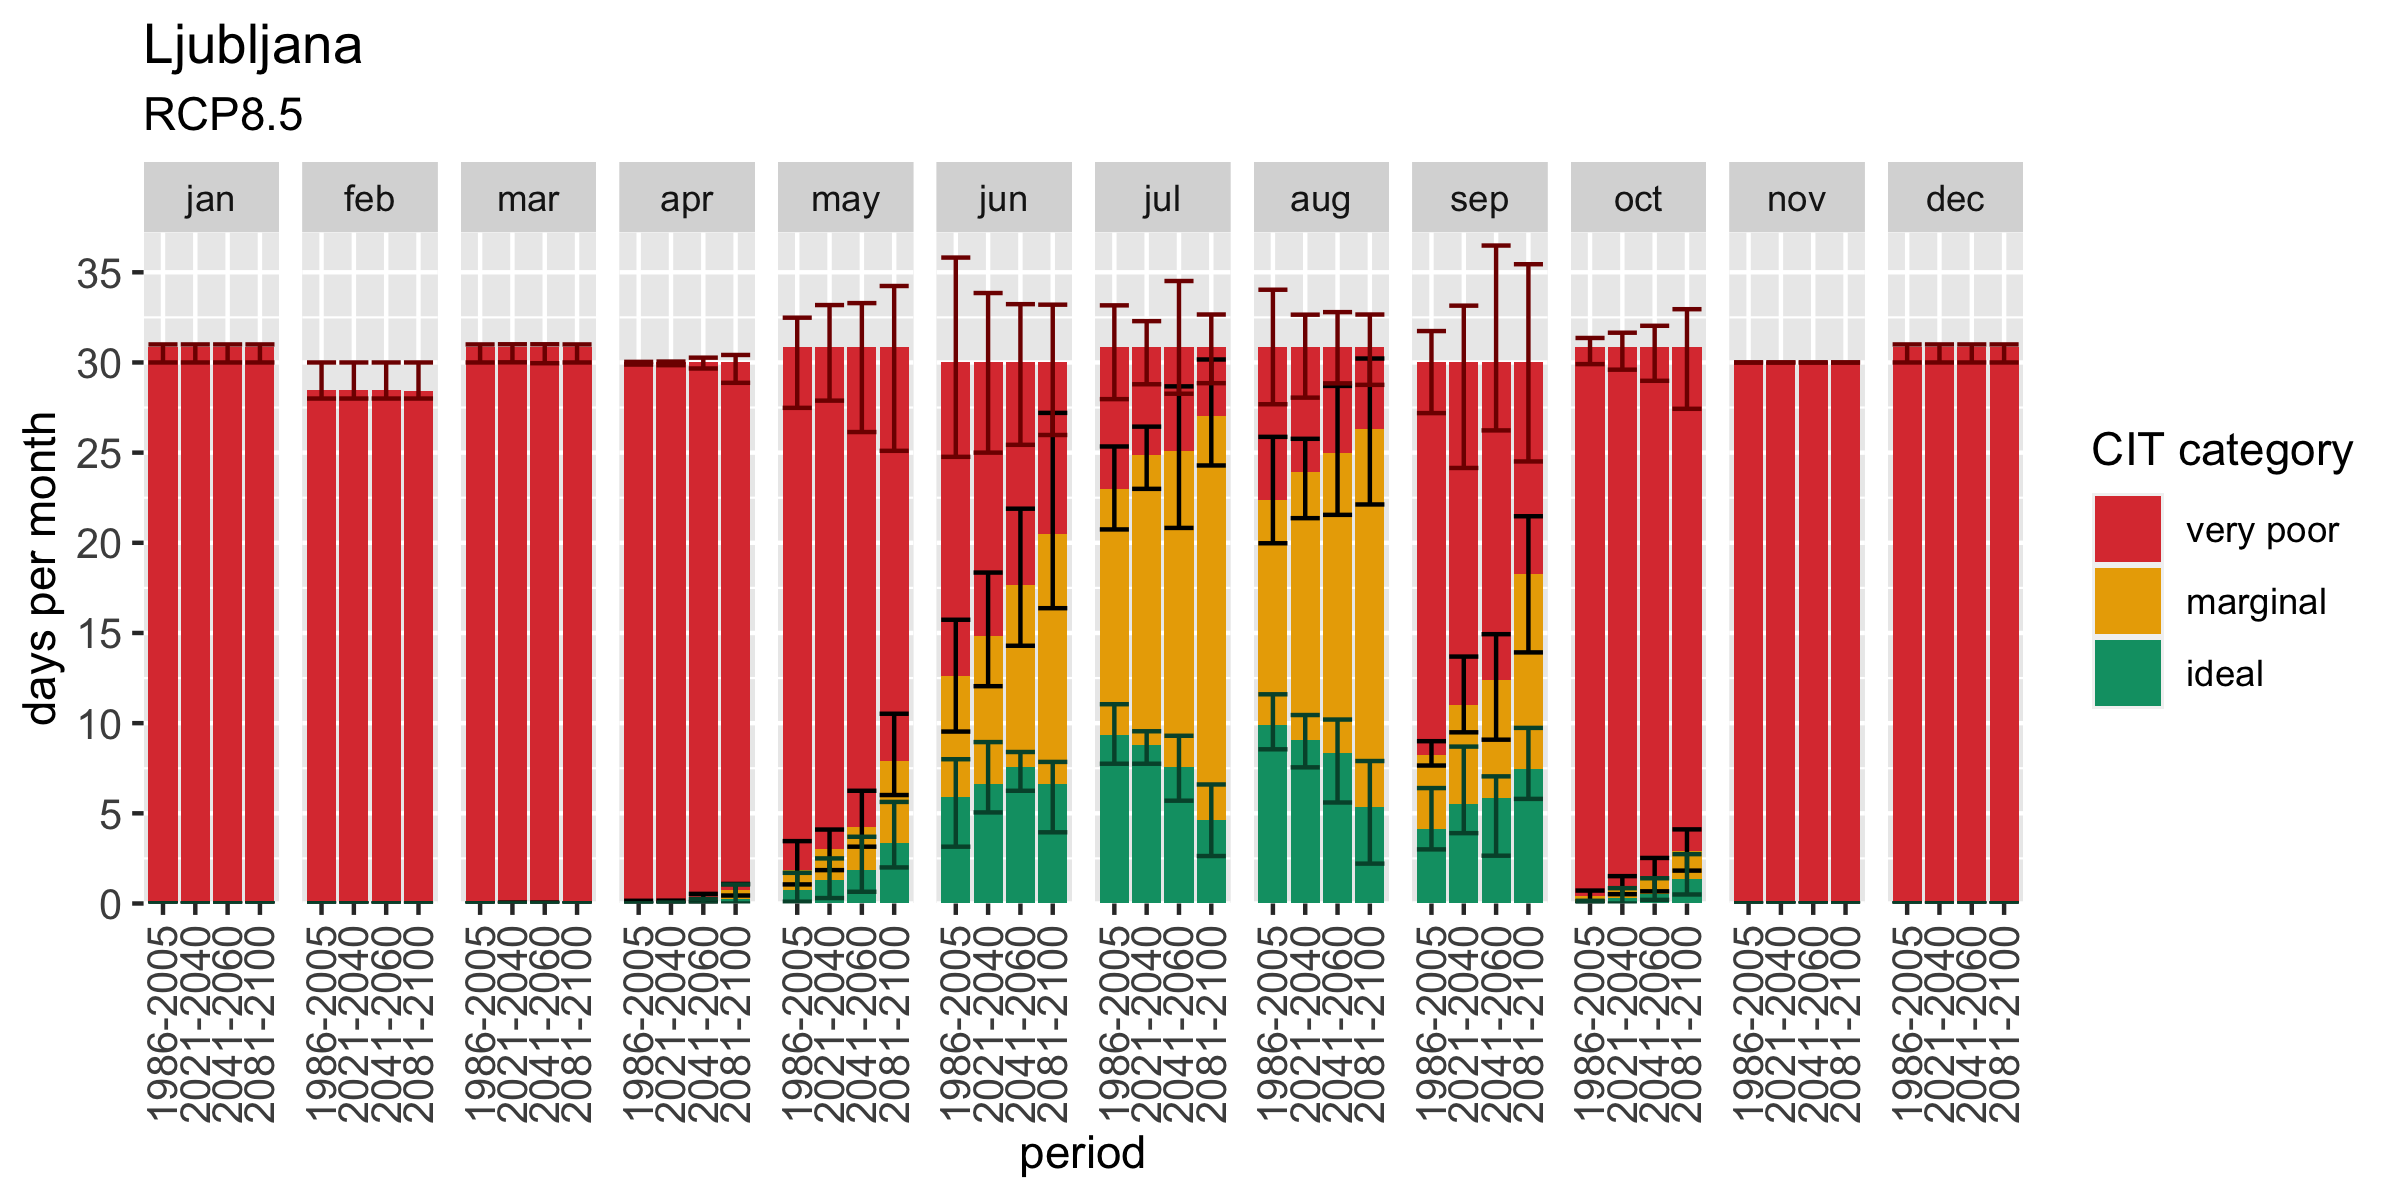 Ljubljana
RCP8.5
jan feb mar apr may jun jul aug sep oct nov dec
35
30
25
20
15
10
5
0
days per month
1986-2005 2021-2040 2041-2060 2081-2100 1986-2005 2021-2040 2041-2060 2081-2100 1986-2005 2021-2040 2041-2060 2081-2100 1986-2005 2021-2040 2041-2060 2081-2100 1986-2005 2021-2040 2041-2060 2081-2100 1986-2005 2021-2040 2041-2060 2081-2100 1986-2005 2021-2040 2041-2060 2081-2100 1986-2005 2021-2040 2041-2060 2081-2100 1986-2005 2021-2040 2041-2060 2081-2100 1986-2005 2021-2040 2041-2060 2081-2100 1986-2005 2021-2040 2041-2060 2081-2100 1986-2005 2021-2040 2041-2060 2081-2100
period
CIT category
very poor
marginal
ideal